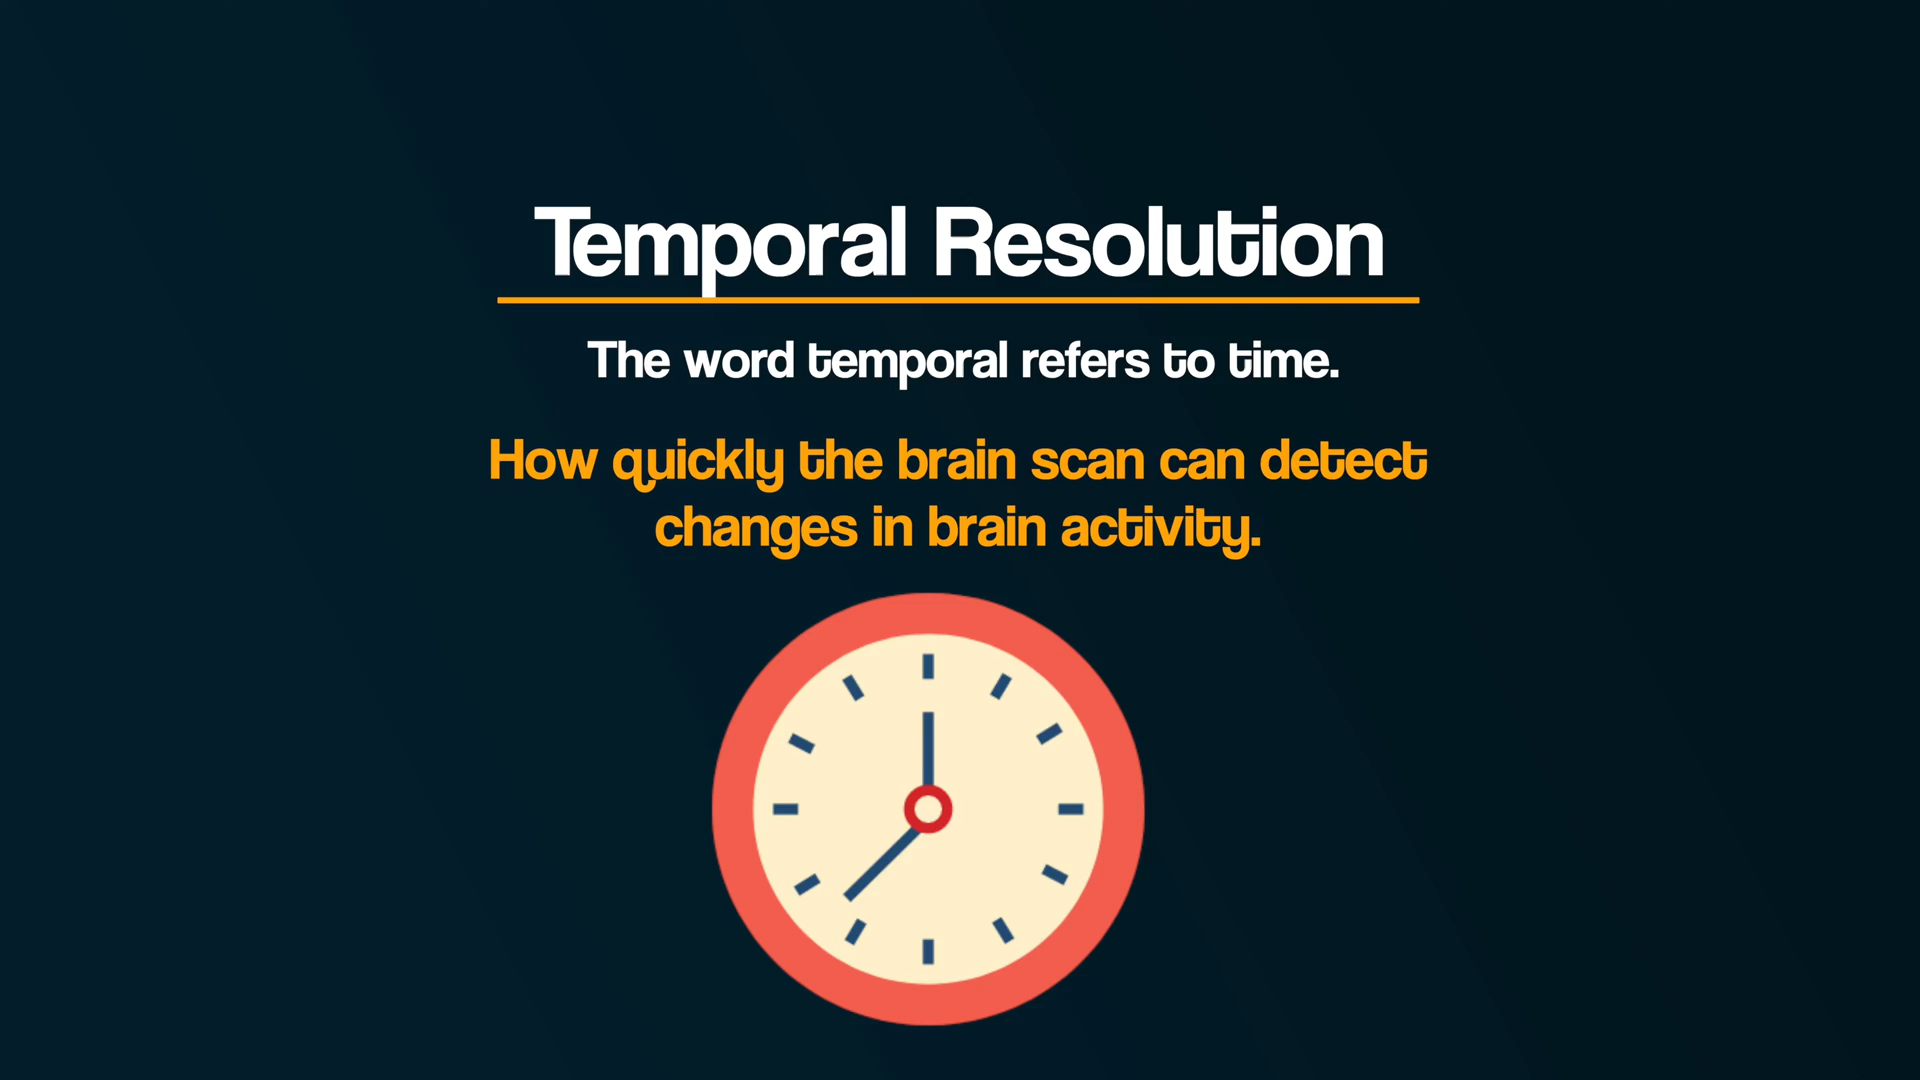 Temporal Resolution
The word temporal refers to time.
How quickly the brain scan can detect
changes in brain activity.